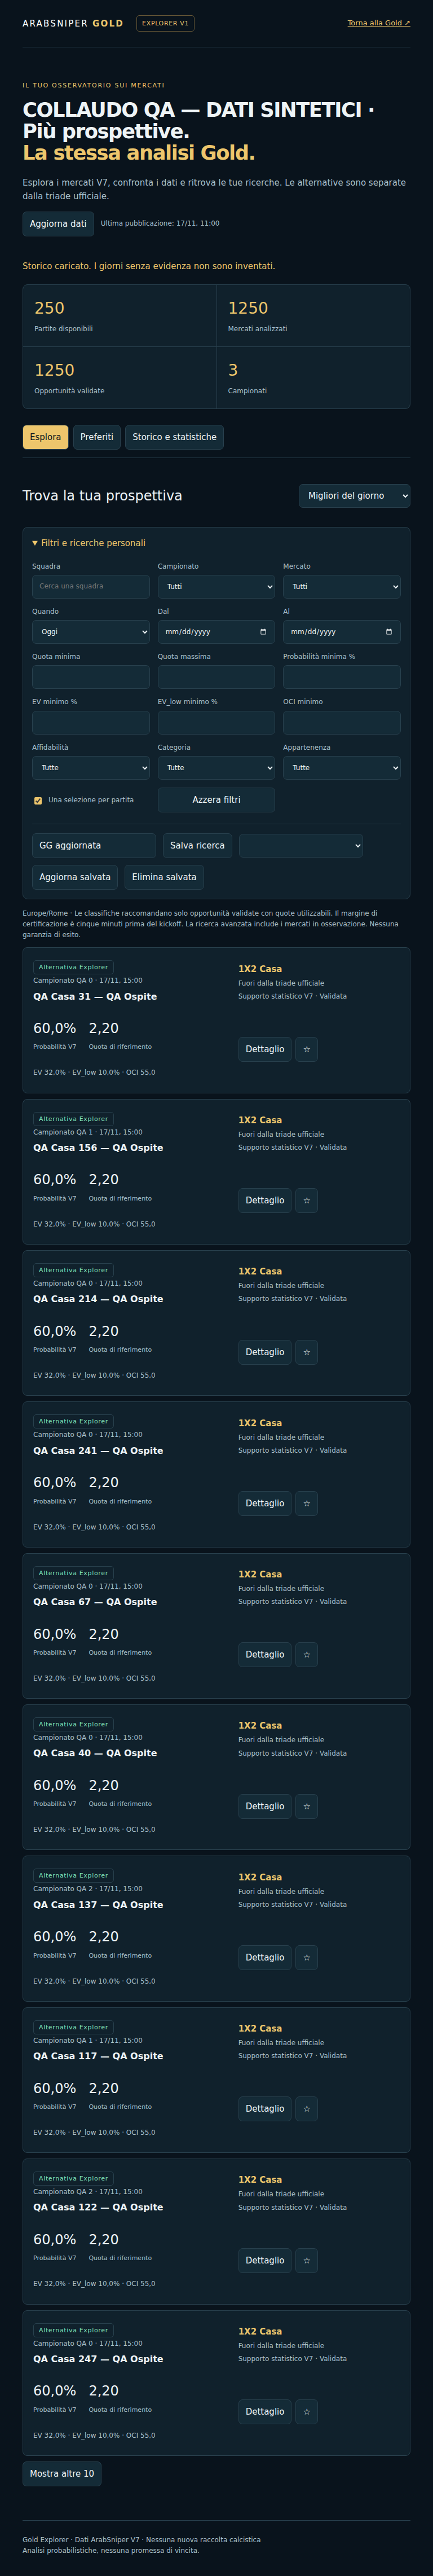 ARABSNIPER GOLD
EXPLORER V1
Torna alla Gold ↗
IL TUO OSSERVATORIO SUI MERCATI
COLLAUDO QA — DATI SINTETICI ·
Più prospettive.
La stessa analisi Gold.
Esplora i mercati V7, confronta i dati e ritrova le tue ricerche. Le alternative sono separate
dalla triade ufficiale.
Aggiorna dati
Ultima pubblicazione: 17/11, 11:00
Storico caricato. I giorni senza evidenza non sono inventati.
250
Partite disponibili
1250
Mercati analizzati
1250
Opportunità validate
3
Campionati
Esplora
Preferiti
Storico e statistiche
Trova la tua prospettiva
Migliori del giorno
▼ Filtri e ricerche personali
Squadra
Campionato
Mercato
Cerca una squadra
Tutti
Tutti
Quando
Dal
Al
Oggi
mm/dd/yyyy
mm/dd/yyyy
Quota minima
Quota massima
Probabilità minima %
EV minimo %
EV_low minimo %
OCI minimo
Affidabilità
Categoria
Appartenenza
Tutte
Tutte
Tutte
Una selezione per partita
Azzera filtri
GG aggiornata
Salva ricerca
Aggiorna salvata
Elimina salvata
Europe/Rome · Le classifiche raccomandano solo opportunità validate con quote utilizzabili. Il margine di
certificazione è cinque minuti prima del kickoff. La ricerca avanzata include i mercati in osservazione. Nessuna
garanzia di esito.
Alternativa Explorer
Campionato QA 0 · 17/11, 15:00
QA Casa 31 — QA Ospite
60,0% 2,20
Probabilità V7 Quota di riferimento
EV 32,0% · EV_low 10,0% · OCI 55,0
1X2 Casa
Fuori dalla triade ufficiale
Supporto statistico V7 · Validata
Dettaglio ☆
Alternativa Explorer
Campionato QA 1 · 17/11, 15:00
QA Casa 156 — QA Ospite
60,0% 2,20
Probabilità V7 Quota di riferimento
EV 32,0% · EV_low 10,0% · OCI 55,0
1X2 Casa
Fuori dalla triade ufficiale
Supporto statistico V7 · Validata
Dettaglio ☆
Alternativa Explorer
Campionato QA 0 · 17/11, 15:00
QA Casa 214 — QA Ospite
60,0% 2,20
Probabilità V7 Quota di riferimento
EV 32,0% · EV_low 10,0% · OCI 55,0
1X2 Casa
Fuori dalla triade ufficiale
Supporto statistico V7 · Validata
Dettaglio ☆
Alternativa Explorer
Campionato QA 0 · 17/11, 15:00
QA Casa 241 — QA Ospite
60,0% 2,20
Probabilità V7 Quota di riferimento
EV 32,0% · EV_low 10,0% · OCI 55,0
1X2 Casa
Fuori dalla triade ufficiale
Supporto statistico V7 · Validata
Dettaglio ☆
Alternativa Explorer
Campionato QA 0 · 17/11, 15:00
QA Casa 67 — QA Ospite
60,0% 2,20
Probabilità V7 Quota di riferimento
EV 32,0% · EV_low 10,0% · OCI 55,0
1X2 Casa
Fuori dalla triade ufficiale
Supporto statistico V7 · Validata
Dettaglio ☆
Alternativa Explorer
Campionato QA 0 · 17/11, 15:00
QA Casa 40 — QA Ospite
60,0% 2,20
Probabilità V7 Quota di riferimento
EV 32,0% · EV_low 10,0% · OCI 55,0
1X2 Casa
Fuori dalla triade ufficiale
Supporto statistico V7 · Validata
Dettaglio ☆
Alternativa Explorer
Campionato QA 2 · 17/11, 15:00
QA Casa 137 — QA Ospite
60,0% 2,20
Probabilità V7 Quota di riferimento
EV 32,0% · EV_low 10,0% · OCI 55,0
1X2 Casa
Fuori dalla triade ufficiale
Supporto statistico V7 · Validata
Dettaglio ☆
Alternativa Explorer
Campionato QA 1 · 17/11, 15:00
QA Casa 117 — QA Ospite
60,0% 2,20
Probabilità V7 Quota di riferimento
EV 32,0% · EV_low 10,0% · OCI 55,0
1X2 Casa
Fuori dalla triade ufficiale
Supporto statistico V7 · Validata
Dettaglio ☆
Alternativa Explorer
Campionato QA 2 · 17/11, 15:00
QA Casa 122 — QA Ospite
60,0% 2,20
Probabilità V7 Quota di riferimento
EV 32,0% · EV_low 10,0% · OCI 55,0
1X2 Casa
Fuori dalla triade ufficiale
Supporto statistico V7 · Validata
Dettaglio ☆
Alternativa Explorer
Campionato QA 0 · 17/11, 15:00
QA Casa 247 — QA Ospite
60,0% 2,20
Probabilità V7 Quota di riferimento
EV 32,0% · EV_low 10,0% · OCI 55,0
1X2 Casa
Fuori dalla triade ufficiale
Supporto statistico V7 · Validata
Dettaglio ☆
Mostra altre 10
Gold Explorer · Dati ArabSniper V7 · Nessuna nuova raccolta calcistica
Analisi probabilistiche, nessuna promessa di vincita.